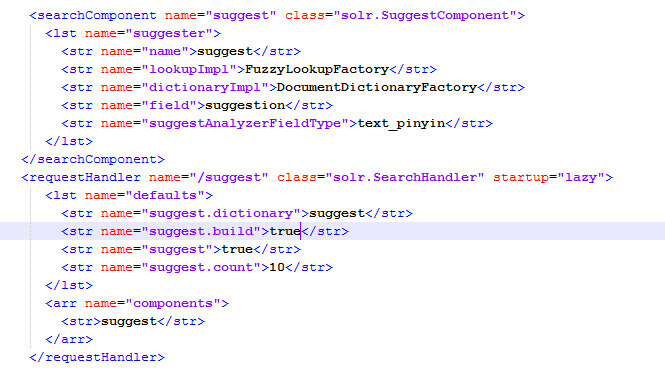 <searchComponent name="suggest" class="solr.SuggestComponent">
<lst name="suggester">
<str name="name">suggest</str>
<str name="lookupImpl">FuzzyLookupFactory</str>
<str name="dictionaryImpl">DocumentDictionaryFactory</str>
<str name="field">suggestion</str>
<str name="suggestAnalyzerFieldType">text_pinyin</str>
</lst>
</searchComponent>
<requestHandler name="/suggest" class="solr.SearchHandler" startup="lazy">
<lst name="defaults">
<str name="suggest.dictionary">suggest</str>
<str name="suggest.build">true</str>
<str name="suggest">true</str>
<str name="suggest.count">10</str>
</lst>
<arr name="components">
<str>suggest</str>
</arr>
</requestHandler>